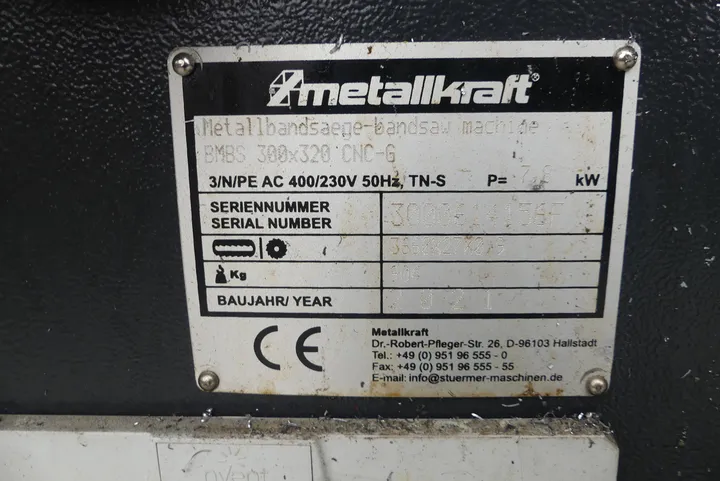 metallkraft®
Metallbandsaege-bandsaw machine
BMBS 300x320 CNC-G
3/N/PE AC 400/230V 50Hz, TN-S P= kW
SERIENNUMMER
SERIAL NUMBER
Kg
BAUJAHR/ YEAR 2021
CE
Metallkraft
Dr.-Robert-Pfleger-Str. 26, D-96103 Hallstadt
Tel.: +49 (0) 951 96 555 - 0
Fax: +49 (0) 951 96 555 - 55
E-mail: info@stuermer-maschinen.de